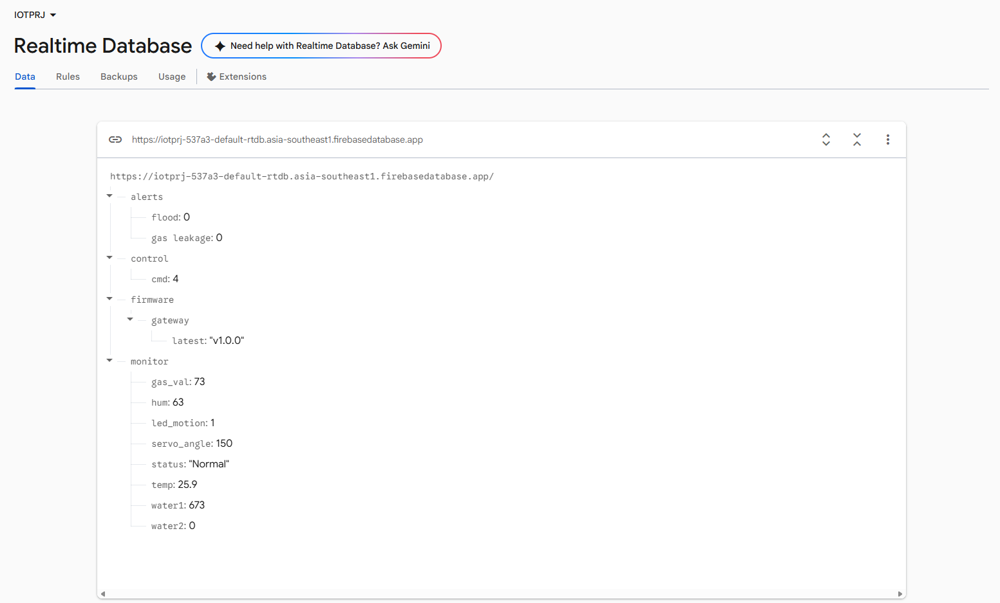 IOTPRJ
Realtime Database
Need help with Realtime Database? Ask Gemini
Data Rules Backups Usage Extensions
https://iotprj-537a3-default-rtdb.asia-southeast1.firebasedatabase.app
https://iotprj-537a3-default-rtdb.asia-southeast1.firebasedatabase.app/
alerts
flood: 0
gas leakage: 0
control
cmd: 4
firmware
gateway
latest: "v1.0.0"
monitor
gas_val: 73
hum: 63
led_motion: 1
servo_angle: 150
status: "Normal"
temp: 25.9
water1: 673
water2: 0